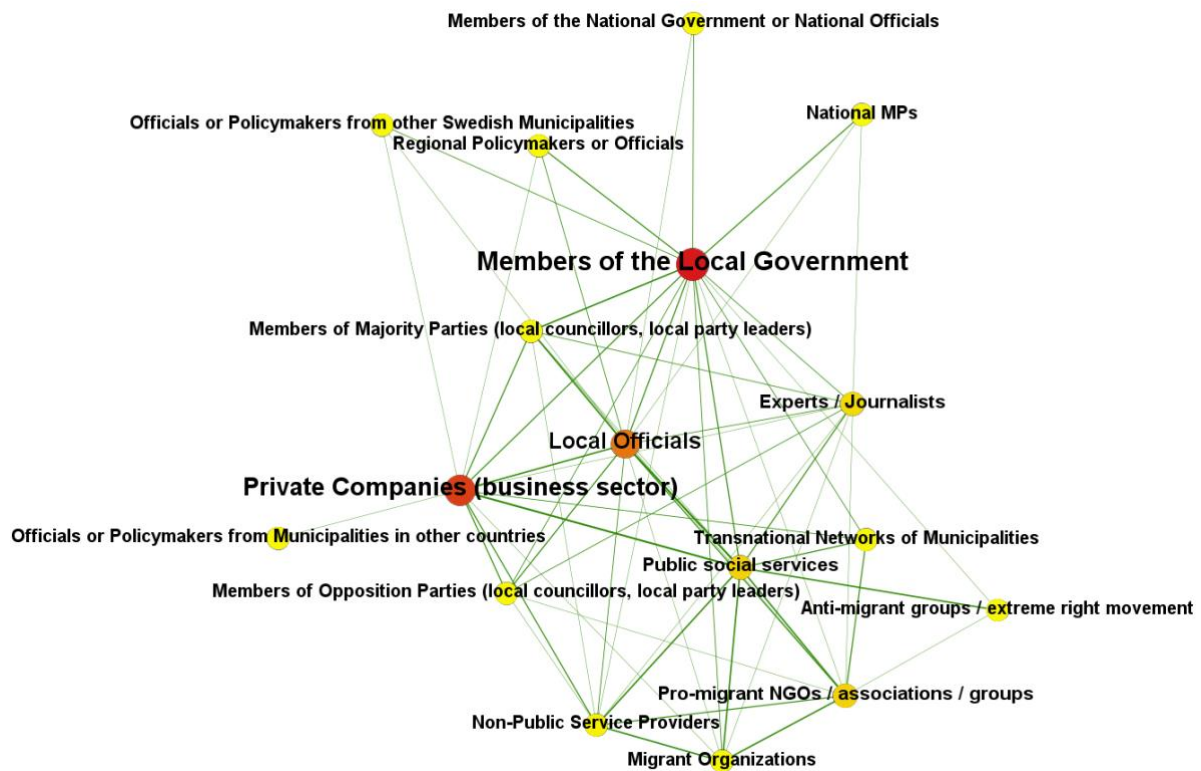 Members of the National Government or National Officials
National MPs
Officials or Policymakers from other Swedish Municipalities
Regional Policymakers or Officials
Members of the Local Government
Members of Majority Parties (local councillors, local party leaders)
Experts / Journalists
Local Officials
Private Companies (business sector)
Officials or Policymakers from Municipalities in other countries
Transnational Networks of Municipalities
Public social services
Members of Opposition Parties (local councillors, local party leaders)
Anti-migrant groups / extreme right movement
Pro-migrant NGOs / associations / groups
Non-Public Service Providers
Migrant Organizations